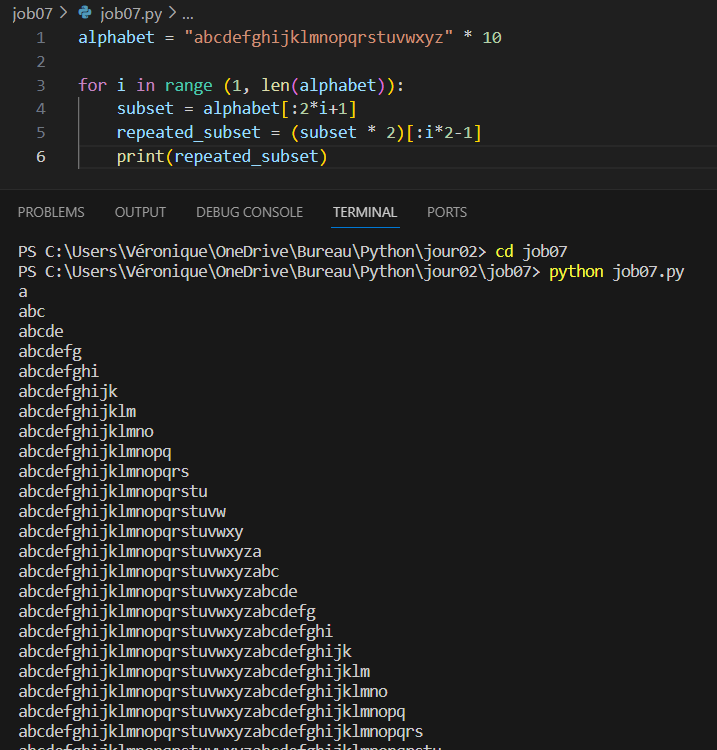 job07 > job07.py > ...
1 alphabet = "abcdefghijklmnopqrstuvwxyz" * 10
2
3 for i in range (1, len(alphabet)):
4     subset = alphabet[:2*i+1]
5     repeated_subset = (subset * 2)[:i*2-1]
6     print(repeated_subset)
PROBLEMS OUTPUT DEBUG CONSOLE TERMINAL PORTS
PS C:\Users\Véronique\OneDrive\Bureau\Python\jour02> cd job07
PS C:\Users\Véronique\OneDrive\Bureau\Python\jour02\job07> python job07.py
a
abc
abcde
abcdefg
abcdefghi
abcdefghijk
abcdefghijklm
abcdefghijklmno
abcdefghijklmnopq
abcdefghijklmnopqrs
abcdefghijklmnopqrstu
abcdefghijklmnopqrstuvw
abcdefghijklmnopqrstuvwxy
abcdefghijklmnopqrstuvwxyza
abcdefghijklmnopqrstuvwxyzabc
abcdefghijklmnopqrstuvwxyzabcde
abcdefghijklmnopqrstuvwxyzabcdefg
abcdefghijklmnopqrstuvwxyzabcdefghi
abcdefghijklmnopqrstuvwxyzabcdefghijk
abcdefghijklmnopqrstuvwxyzabcdefghijklm
abcdefghijklmnopqrstuvwxyzabcdefghijklmno
abcdefghijklmnopqrstuvwxyzabcdefghijklmnopq
abcdefghijklmnopqrstuvwxyzabcdefghijklmnopqrs
abcdefghijklmnopqrstuvwxyzabcdefghijklmnopqrstu